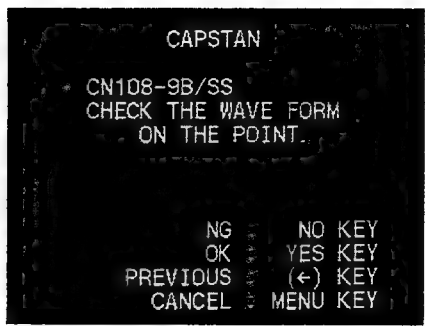 CAPSTAN
* CN108-9B/SS
CHECK THE WAVE FORM
ON THE POINT.
NG : NO KEY
OK : YES KEY
PREVIOUS : (←) KEY
CANCEL : MENU KEY